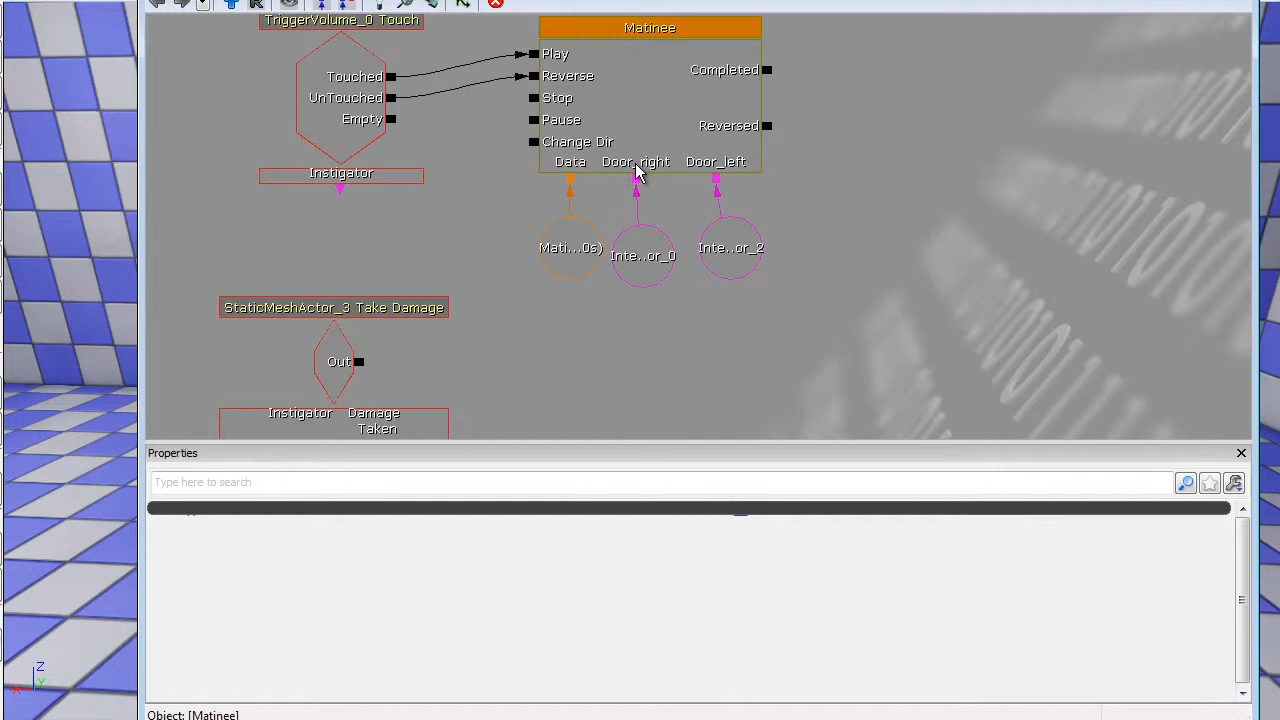 TriggerVolume_0 Touch
Touched
UnTouched
Empty
Instigator
Matinee
Play
Reverse
Stop
Pause
Change Dir
Completed
Reversed
Data Door_right Door_left
Mati...0s)
Inte...or_0
Inte...or_2
StaticMeshActor_3 Take Damage
Out
Instigator Damage
Taken
Properties
Type here to search
Z
Y
X
Object: [Matinee]